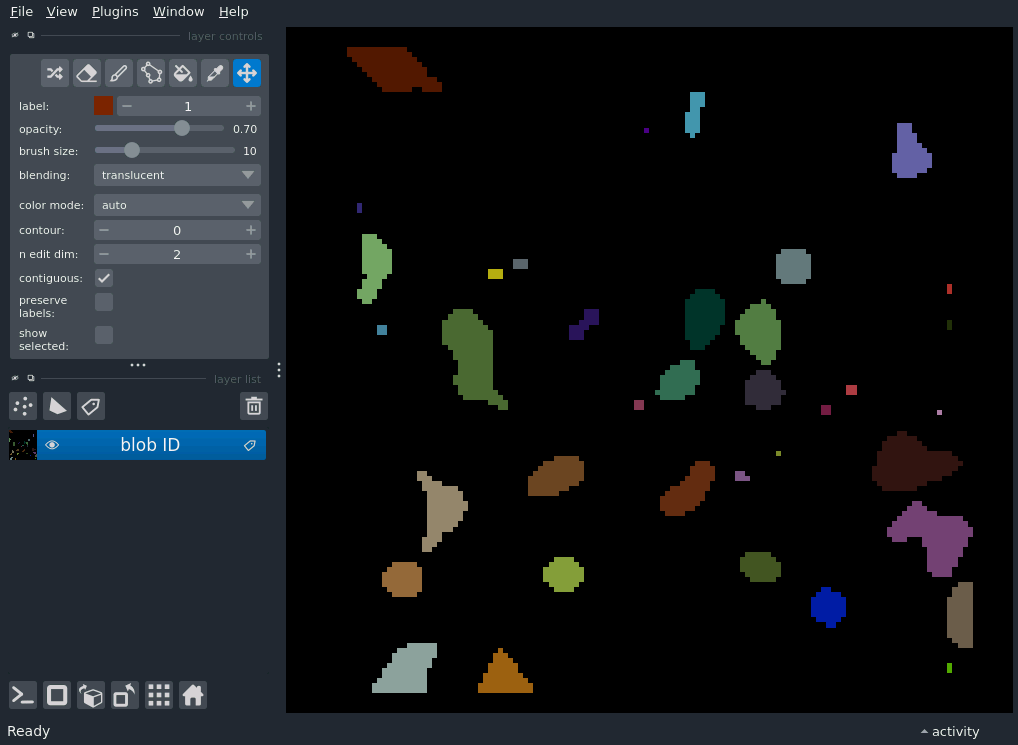 File View Plugins Window Help
layer controls
label: 1
opacity: 0.70
brush size: 10
blending: translucent
color mode: auto
contour: 0
n edit dim: 2
contiguous:
preserve
labels:
show
selected:
layer list
blob ID
Ready
activity